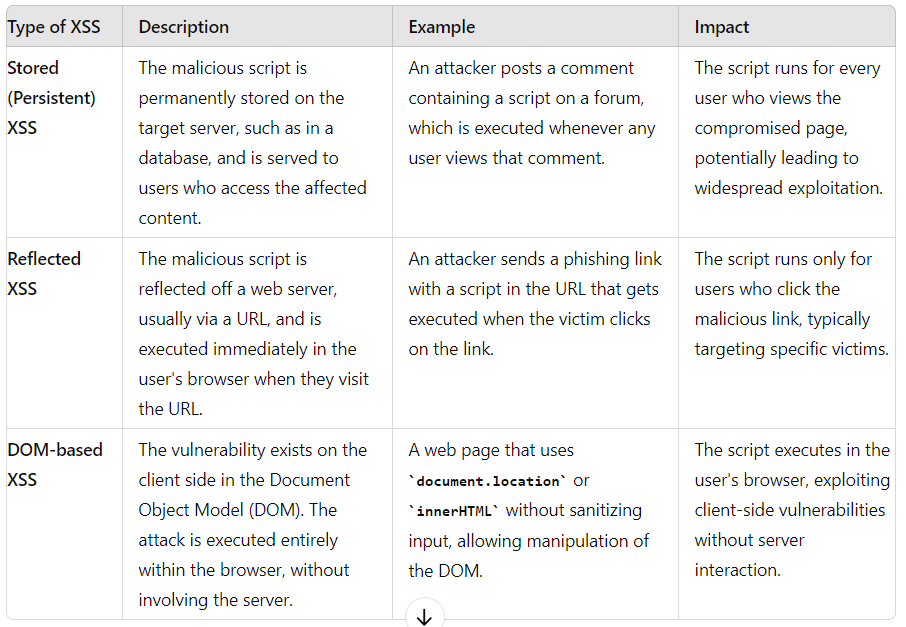 Type of XSS
Description
Example
Impact
Stored
(Persistent)
XSS
The malicious script is
permanently stored on the
target server, such as in a
database, and is served to
users who access the affected
content.
An attacker posts a comment
containing a script on a forum,
which is executed whenever any
user views that comment.
The script runs for every
user who views the
compromised page,
potentially leading to
widespread exploitation.
Reflected
XSS
The malicious script is
reflected off a web server,
usually via a URL, and is
executed immediately in the
user's browser when they visit
the URL.
An attacker sends a phishing link
with a script in the URL that gets
executed when the victim clicks
on the link.
The script runs only for
users who click the
malicious link, typically
targeting specific victims.
DOM-based
XSS
The vulnerability exists on the
client side in the Document
Object Model (DOM). The
attack is executed entirely
within the browser, without
involving the server.
A web page that uses
`document.location` or
`innerHTML` without sanitizing
input, allowing manipulation of
the DOM.
The script executes in the
user's browser, exploiting
client-side vulnerabilities
without server
interaction.